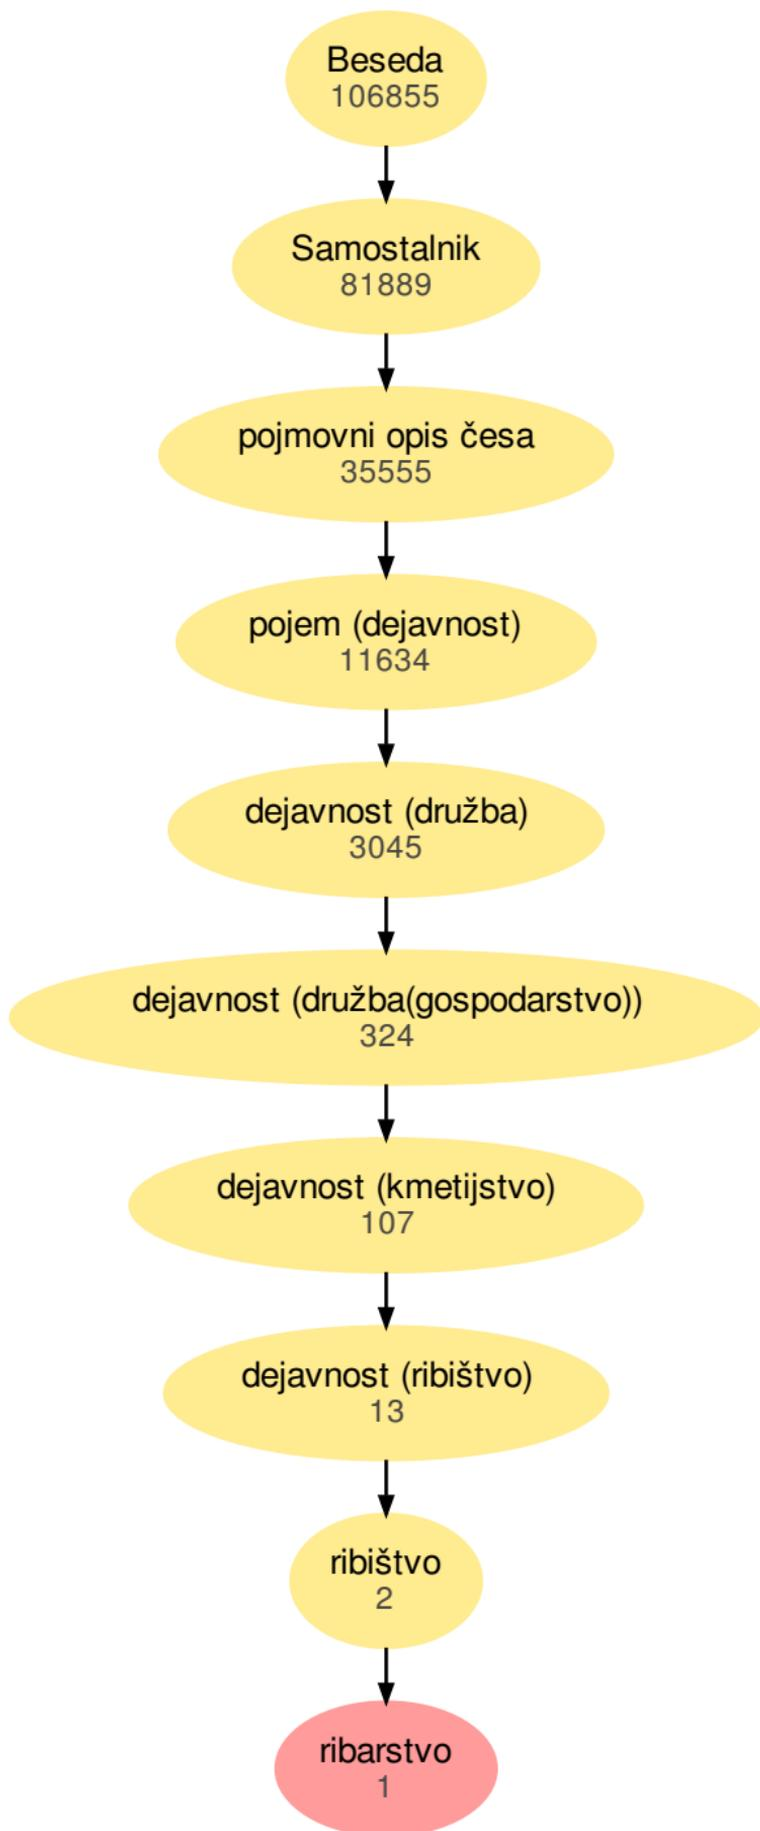 Beseda
106855
Samostalnik
81889
pojmovni opis česa
35555
pojem (dejavnost)
11634
dejavnost (družba)
3045
dejavnost (družba(gospodarstvo))
324
dejavnost (kmetijstvo)
107
dejavnost (ribištvo)
13
ribištvo
2
ribarstvo
1